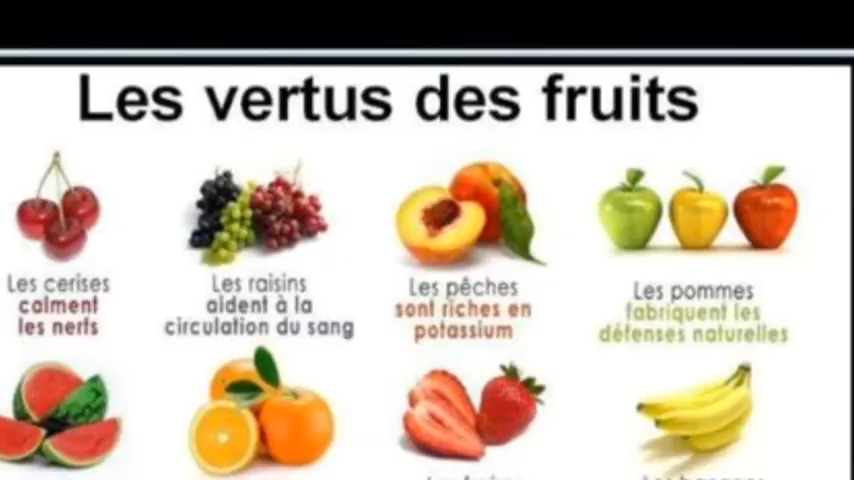 Les vertus des fruits
Les cerises
calment
les nerfs
Les raisins
aident à la
circulation du sang
Les pêches
sont riches en
potassium
Les pommes
fabriquent les
défenses naturelles